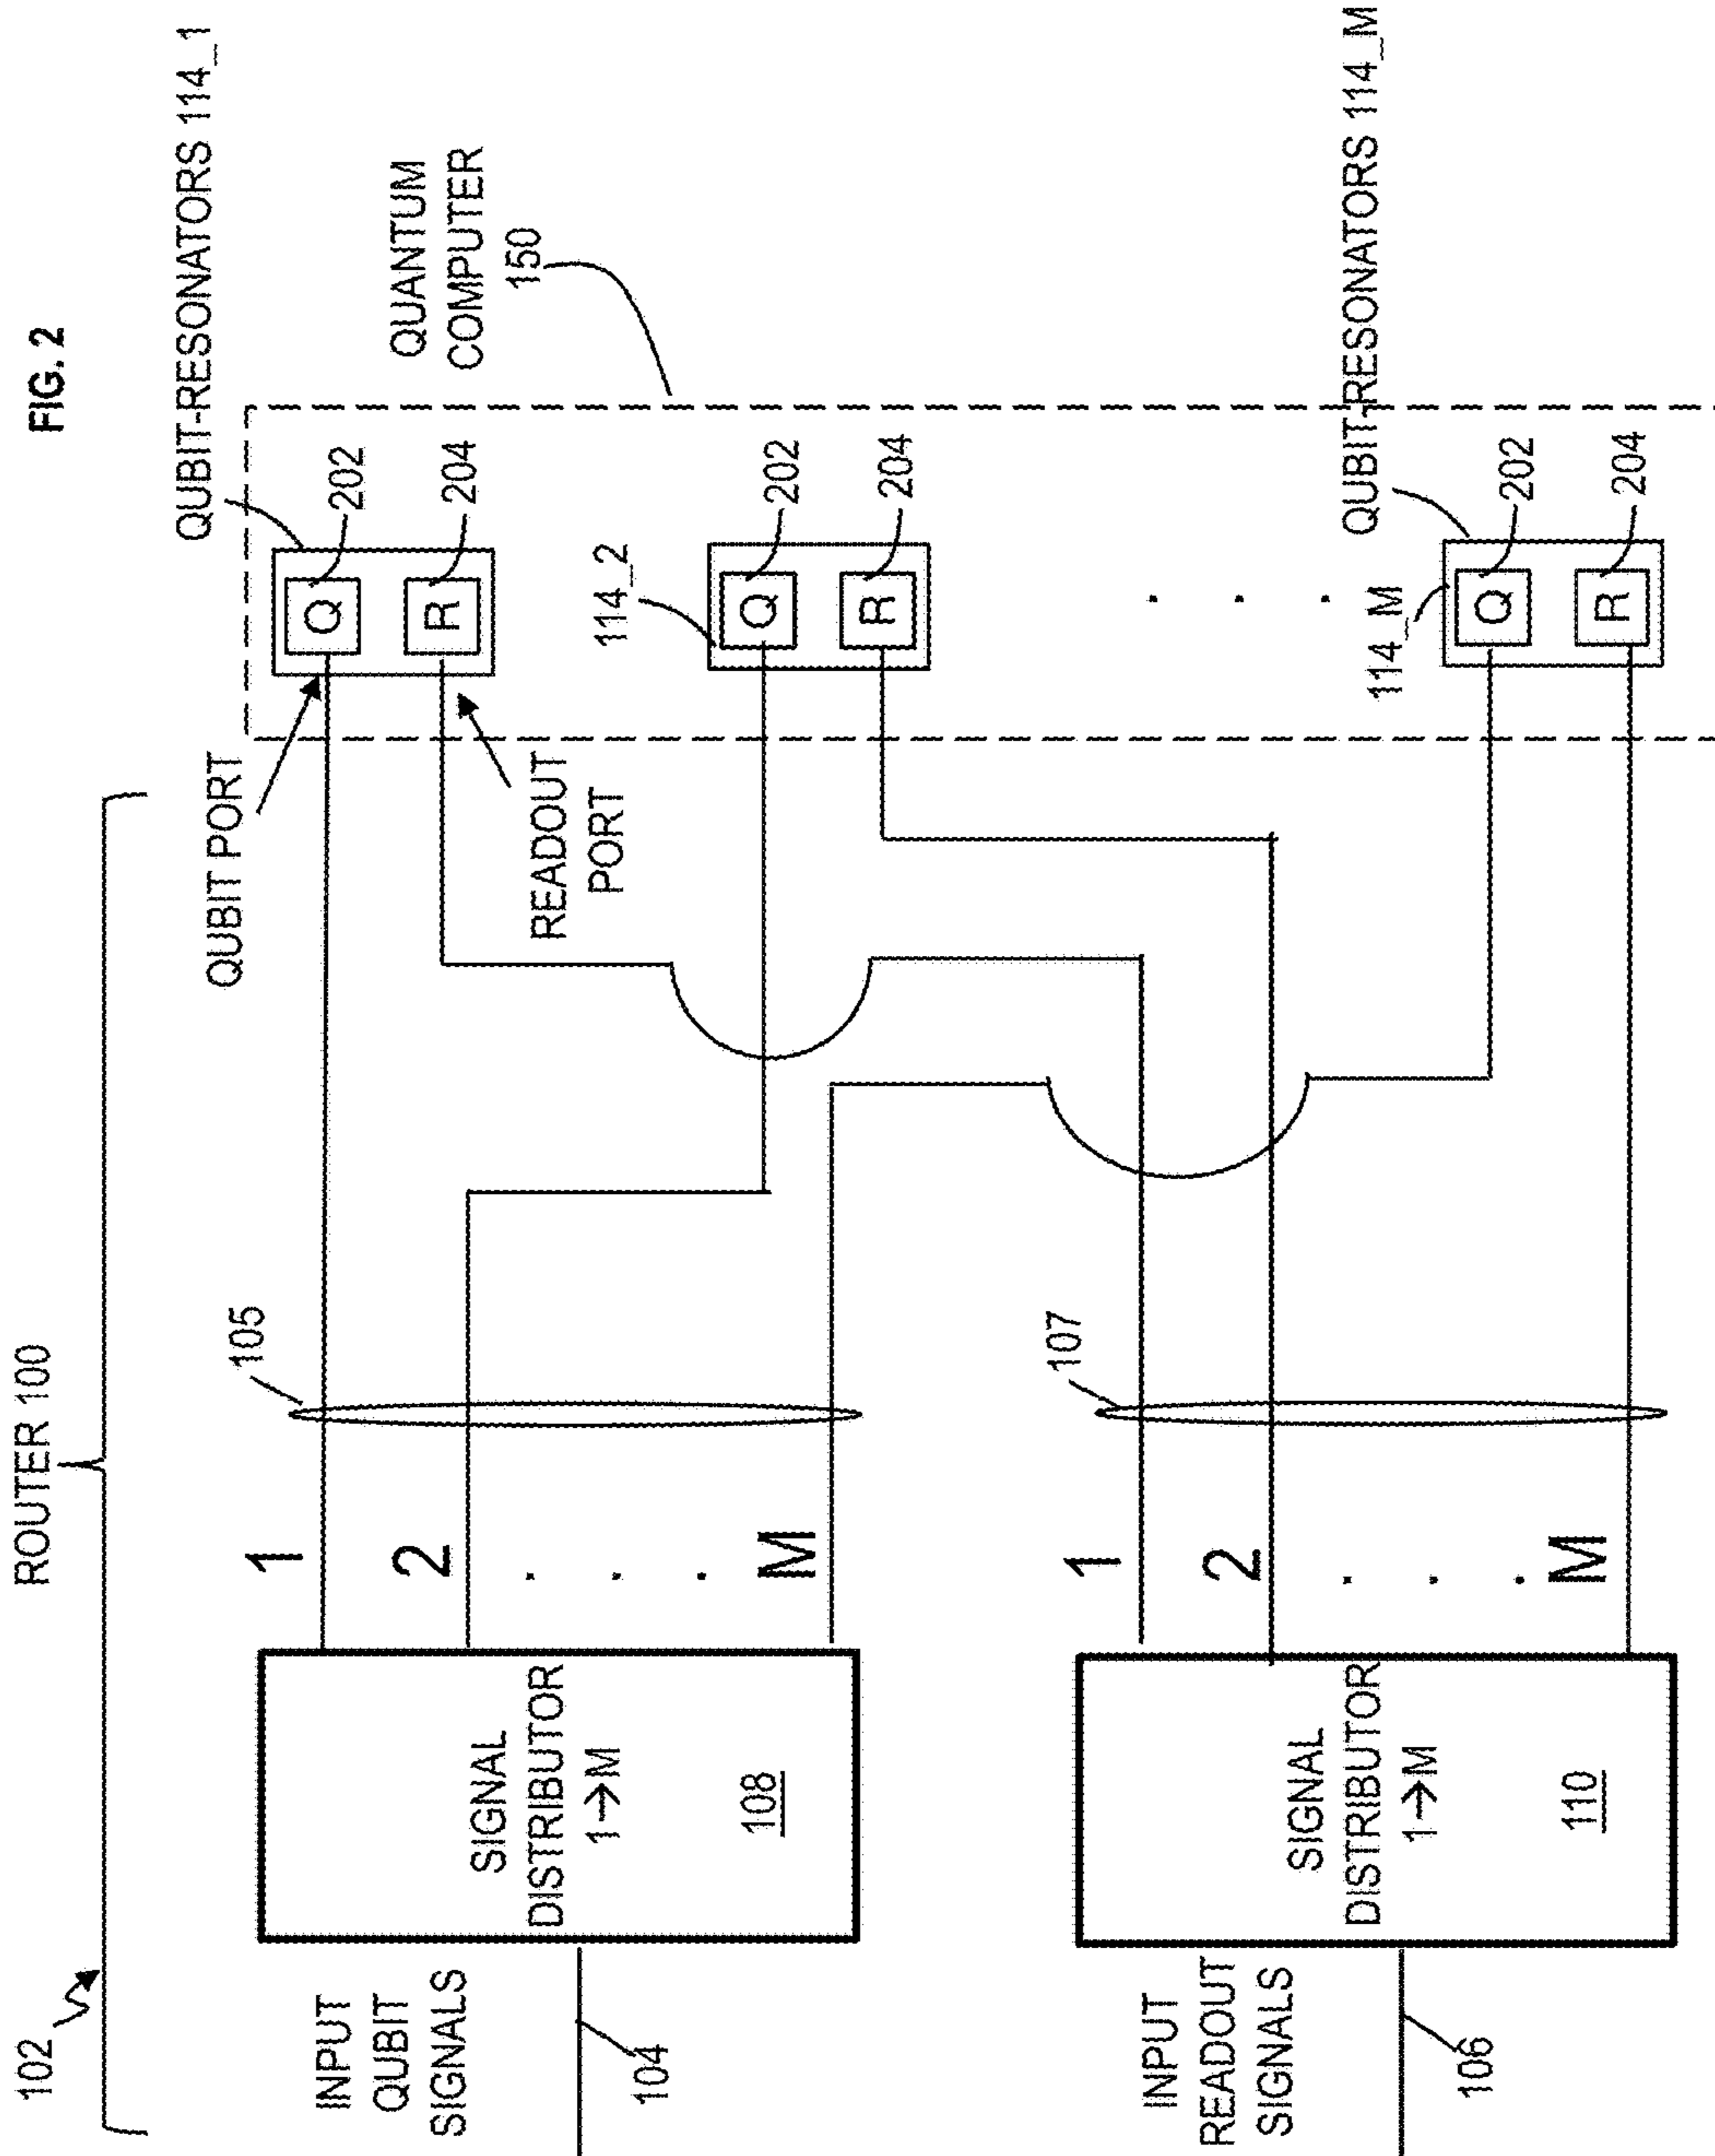 FIG. 2
ROUTER 100
102
QUBIT-RESONATORS 114_1
QUBIT PORT
Q
202
R
204
READOUT
PORT
QUANTUM
COMPUTER
150
105
1
2
. . .
M
INPUT
QUBIT
SIGNALS
104
SIGNAL
DISTRIBUTOR
1→M
108
114_2
Q
202
R
204
. . .
107
1
2
. . .
M
INPUT
READOUT
SIGNALS
106
SIGNAL
DISTRIBUTOR
1→M
110
QUBIT-RESONATORS 114_M
114_M
Q
202
R
204